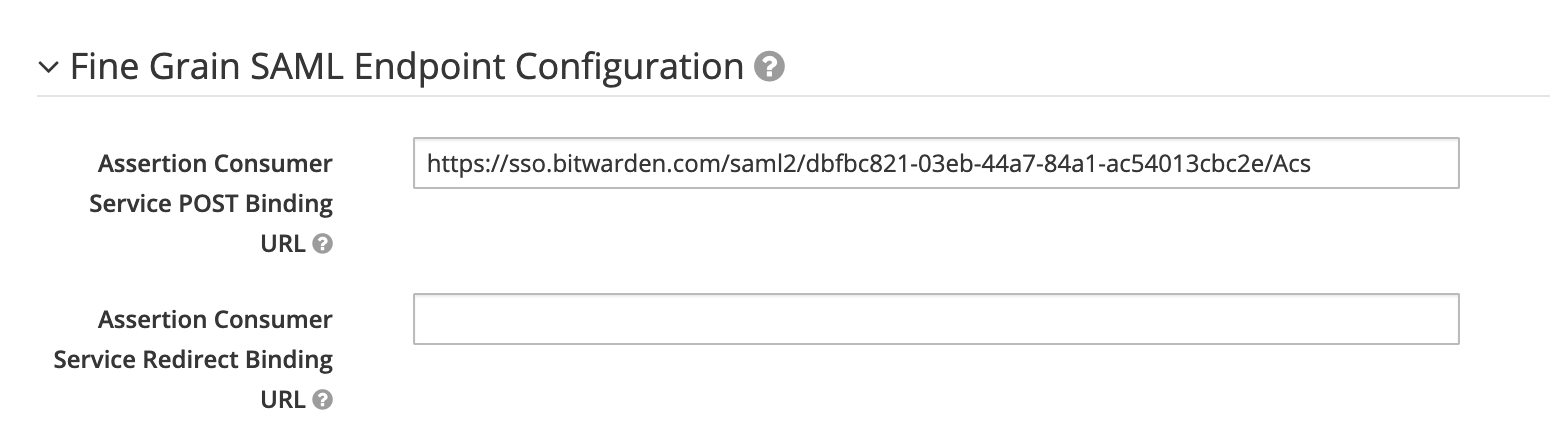 Fine Grain SAML Endpoint Configuration ?
Assertion Consumer
Service POST Binding
URL ?
https://sso.bitwarden.com/saml2/dbfbc821-03eb-44a7-84a1-ac54013cbc2e/Acs
Assertion Consumer
Service Redirect Binding
URL ?